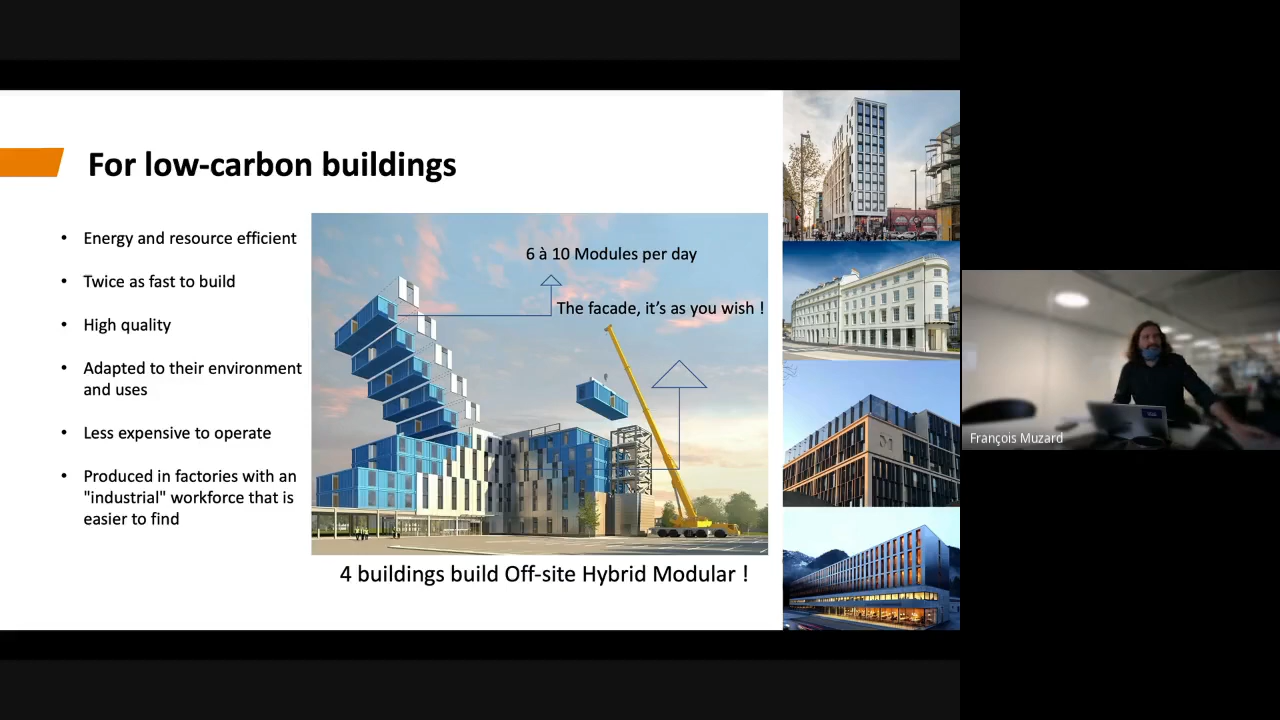 For low-carbon buildings
• Energy and resource efficient
• Twice as fast to build
• High quality
• Adapted to their environment
and uses
• Less expensive to operate
• Produced in factories with an
"industrial" workforce that is
easier to find
6 à 10 Modules per day
The facade, it's as you wish !
4 buildings build Off-site Hybrid Modular !
François Muzard